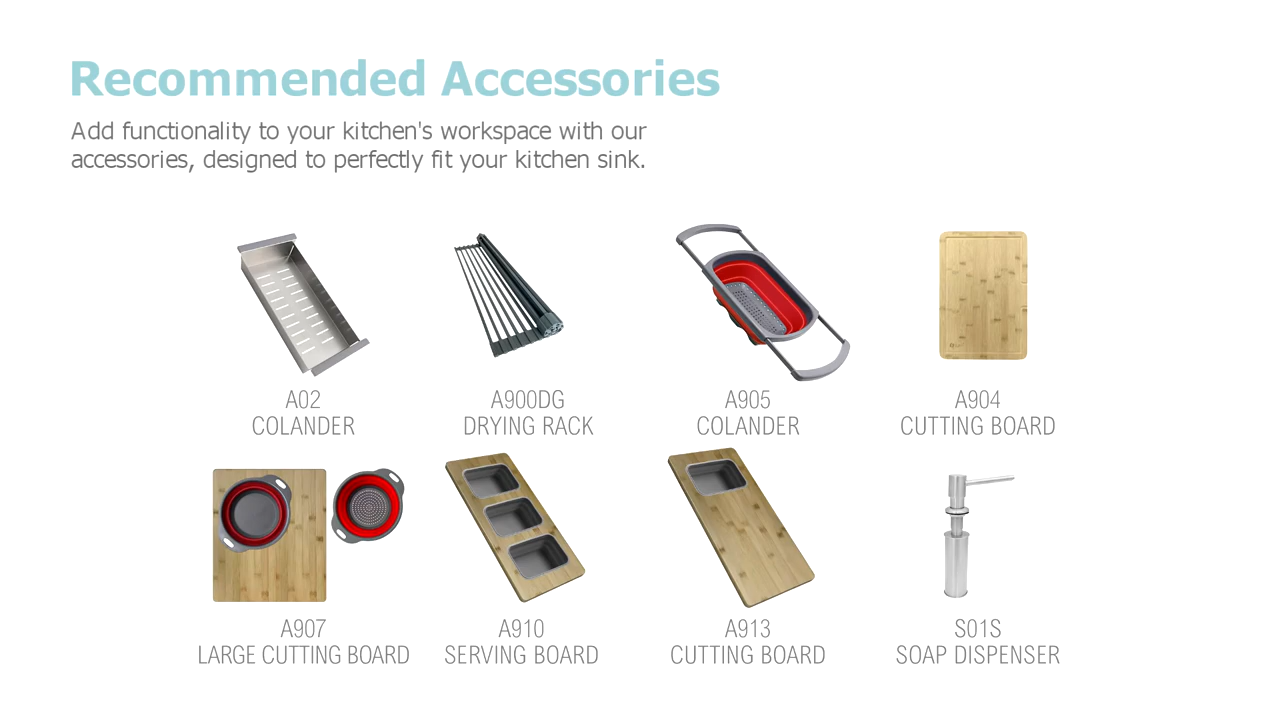 Recommended Accessories
Add functionality to your kitchen's workspace with our
accessories, designed to perfectly fit your kitchen sink.
A02
COLANDER
A900DG
DRYING RACK
A905
COLANDER
A904
CUTTING BOARD
A907
LARGE CUTTING BOARD
A910
SERVING BOARD
A913
CUTTING BOARD
S01S
SOAP DISPENSER